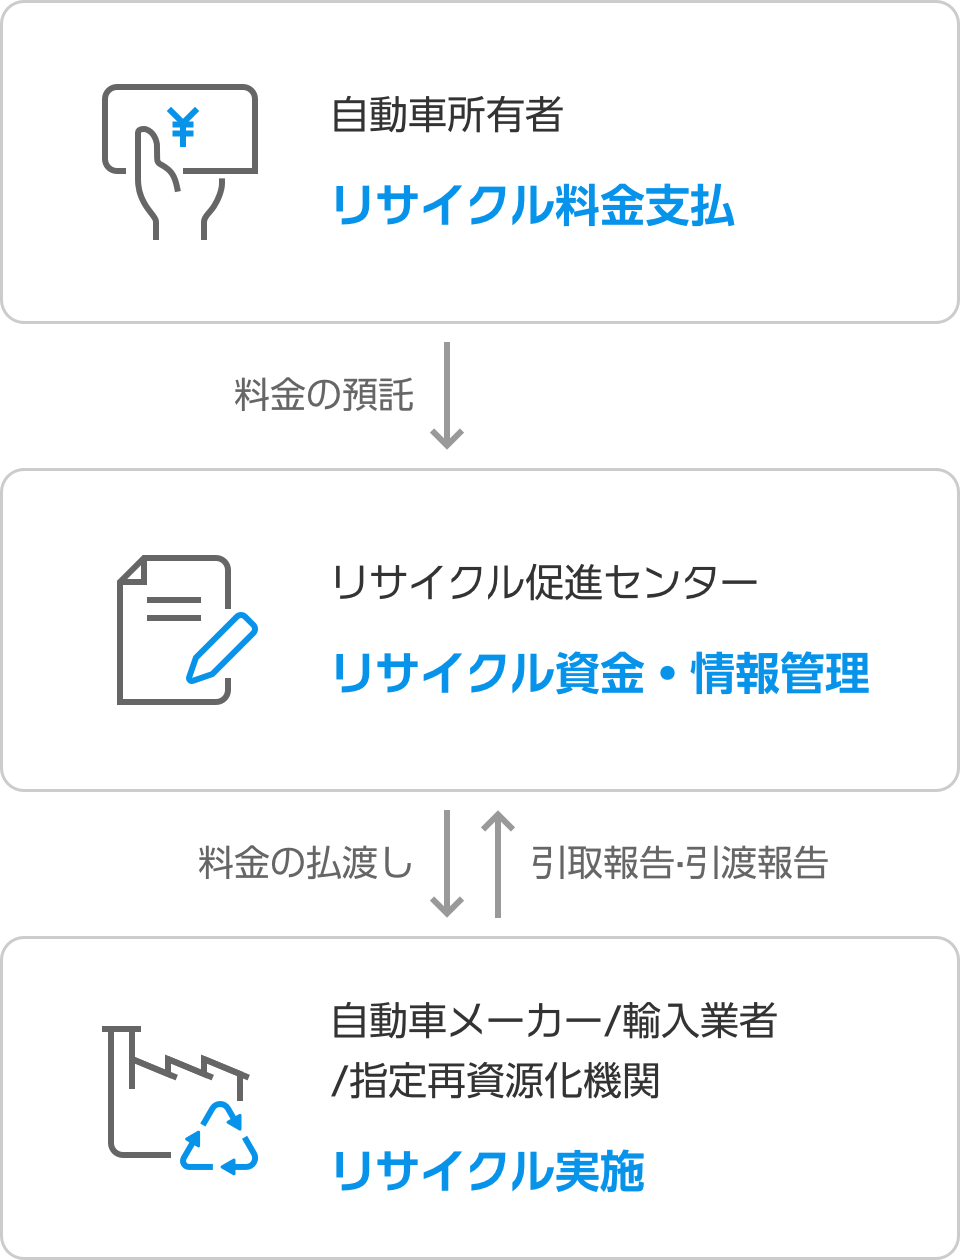 ¥
自動車所有者
リサイクル料金支払
料金の預託
リサイクル促進センター
リサイクル資金・情報管理
料金の払渡し
引取報告·引渡報告
自動車メーカー/輸入業者
/指定再資源化機関
リサイクル実施